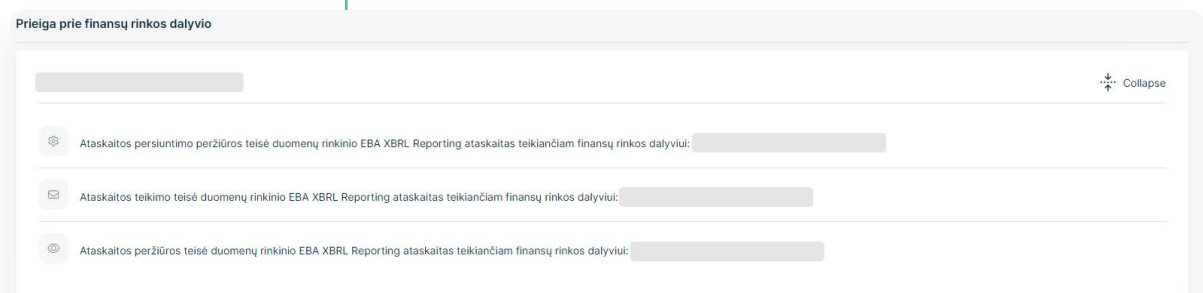 Prieiga prie finansų rinkos dalyvio
Collapse
Ataskaitos persiuntimo peržiūros teisė duomenų rinkinio EBA XBRL Reporting ataskaitas teikiančiam finansų rinkos dalyviui:
Ataskaitos teikimo teisė duomenų rinkinio EBA XBRL Reporting ataskaitas teikiančiam finansų rinkos dalyviui:
Ataskaitos peržiūros teisė duomenų rinkinio EBA XBRL Reporting ataskaitas teikiančiam finansų rinkos dalyviui: